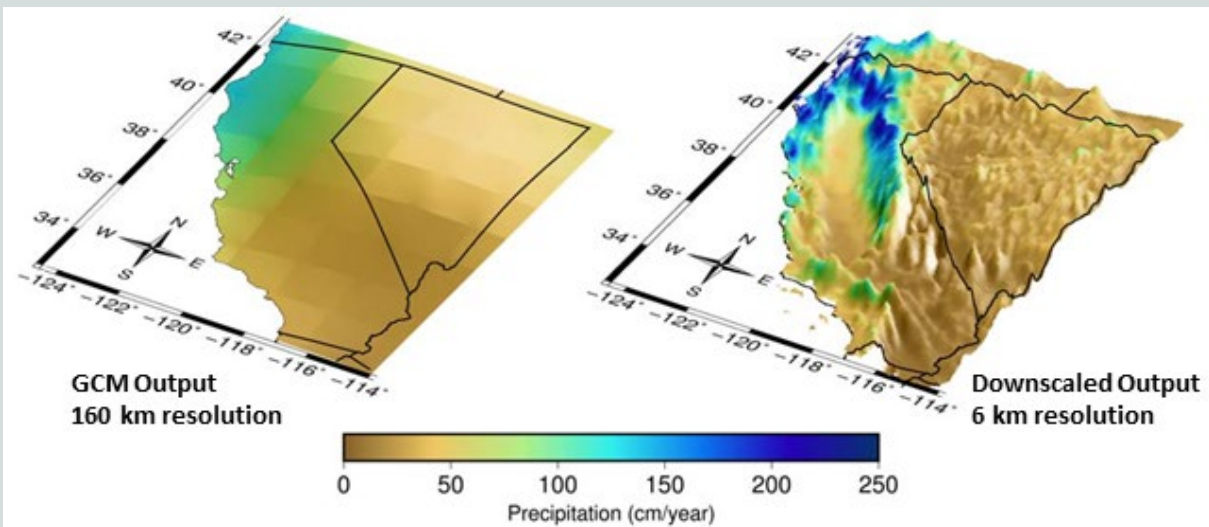 42°
40°
38°
36°
34°
N
W
E
S
−124°
−122°
−120°
−118°
−116°
−114°
GCM Output
160 km resolution
42°
40°
38°
36°
34°
N
W
E
S
−124°
−122°
−120°
−118°
−116°
−114°
Downscaled Output
6 km resolution
0 50 100 150 200 250
Precipitation (cm/year)